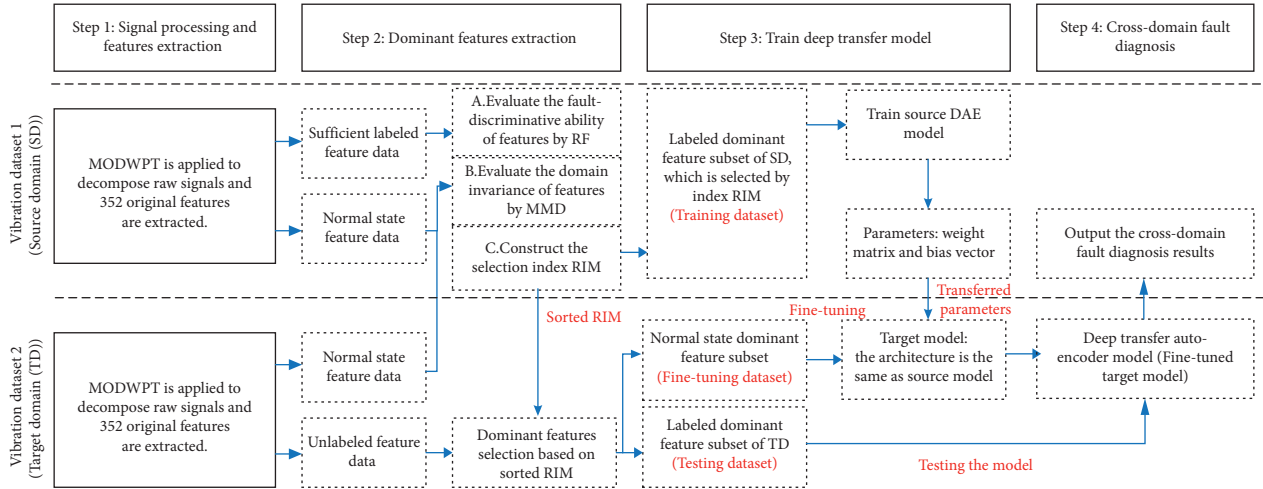 Step 1: Signal processing and
features extraction
Step 2: Dominant features extraction
Step 3: Train deep transfer model
Step 4: Cross-domain fault
diagnosis
Vibration dataset 1
(Source domain (SD))
MODWPT is applied to
decompose raw signals and
352 original features
are extracted.
Sufficient labeled
feature data
Normal state
feature data
A.Evaluate the fault-
discriminative ability
of features by RF
B.Evaluate the domain
invariance of features
by MMD
C.Construct the
selection index RIM
Labeled dominant
feature subset of SD,
which is selected by
index RIM
(Training dataset)
Train source DAE
model
Parameters: weight
matrix and bias vector
Output the cross-domain
fault diagnosis results
Sorted RIM
Fine-tuning
Transferred
parameters
Vibration dataset 2
(Target domain (TD))
MODWPT is applied to
decompose raw signals and
352 original features
are extracted.
Normal state
feature data
Unlabeled feature
data
Dominant features
selection based on
sorted RIM
Normal state dominant
feature subset
(Fine-tuning dataset)
Labeled dominant
feature subset of TD
(Testing dataset)
Target model:
the architecture is the
same as source model
Deep transfer auto-
encoder model (Fine-tuned
target model)
Testing the model